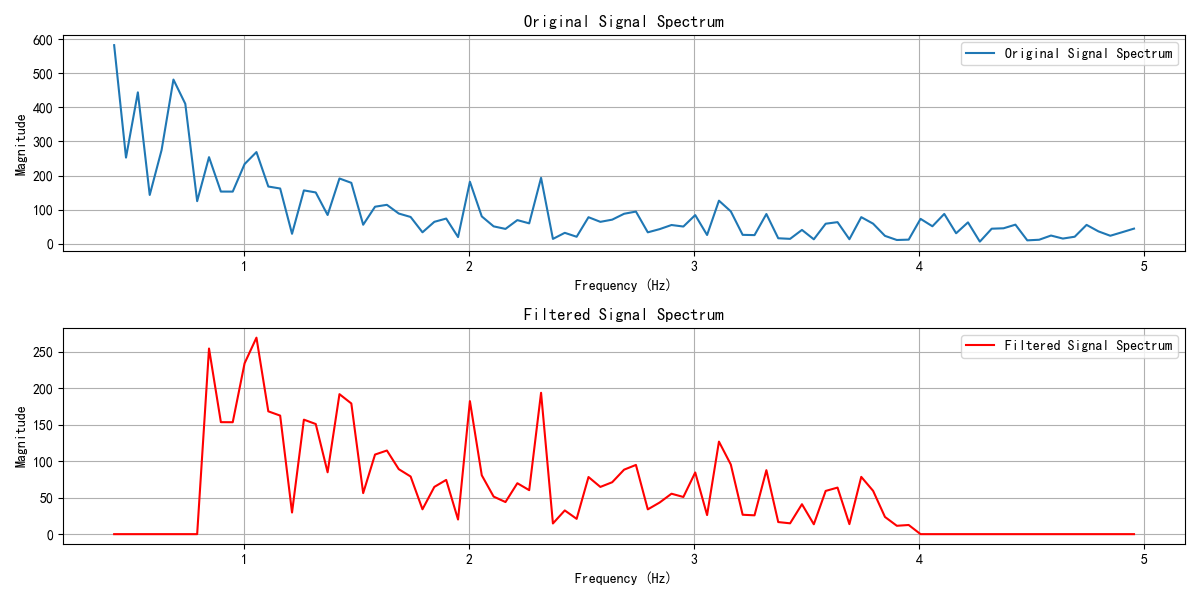 Original Signal Spectrum
600
500
400
300
200
100
0
Magnitude
Original Signal Spectrum
1 2 3 4 5
Frequency (Hz)
Filtered Signal Spectrum
250
200
150
100
50
0
Magnitude
Filtered Signal Spectrum
1 2 3 4 5
Frequency (Hz)